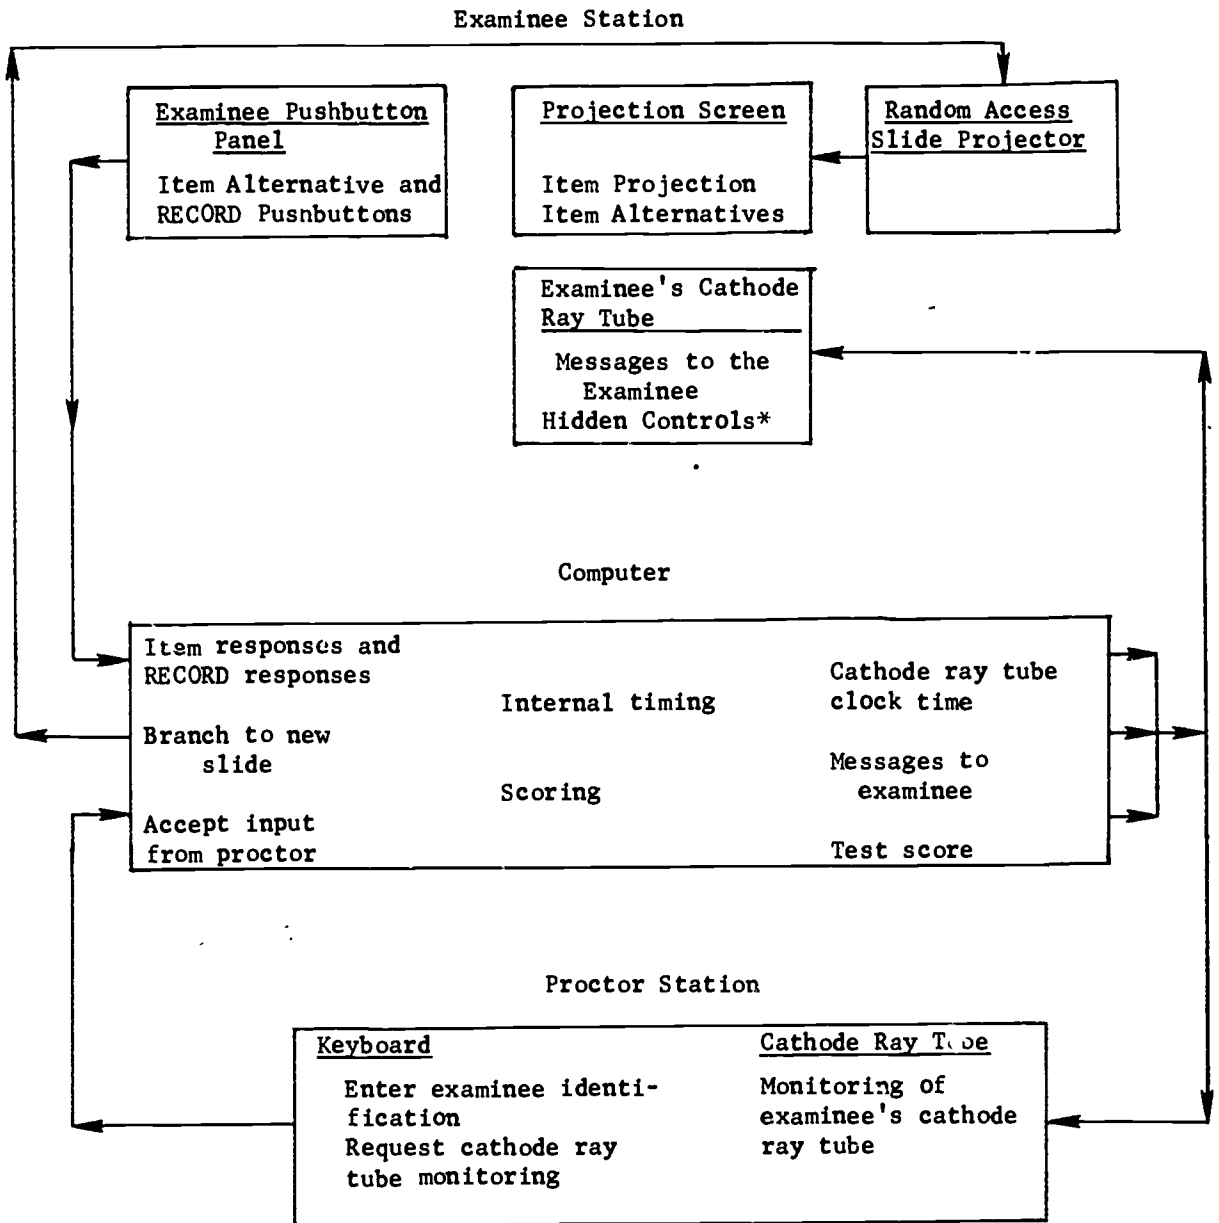 Examinee Station
Examinee Pushbutton
Panel
Item Alternative and
RECORD Pusnbuttons
Projection Screen
Item Projection
Item Alternatives
Random Access
Slide Projector
Examinee's Cathode
Ray Tube
Messages to the
Examinee
Hidden Controls*
Computer
Item responses and
RECORD responses
Branch to new
slide
Accept input
from proctor
Internal timing
Scoring
Cathode ray tube
clock time
Messages to
examinee
Test score
Proctor Station
Keyboard
Enter examinee identi-
fication
Request cathode ray
tube monitoring
Cathode Ray Tube
Monitoring of
examinee's cathode
ray tube